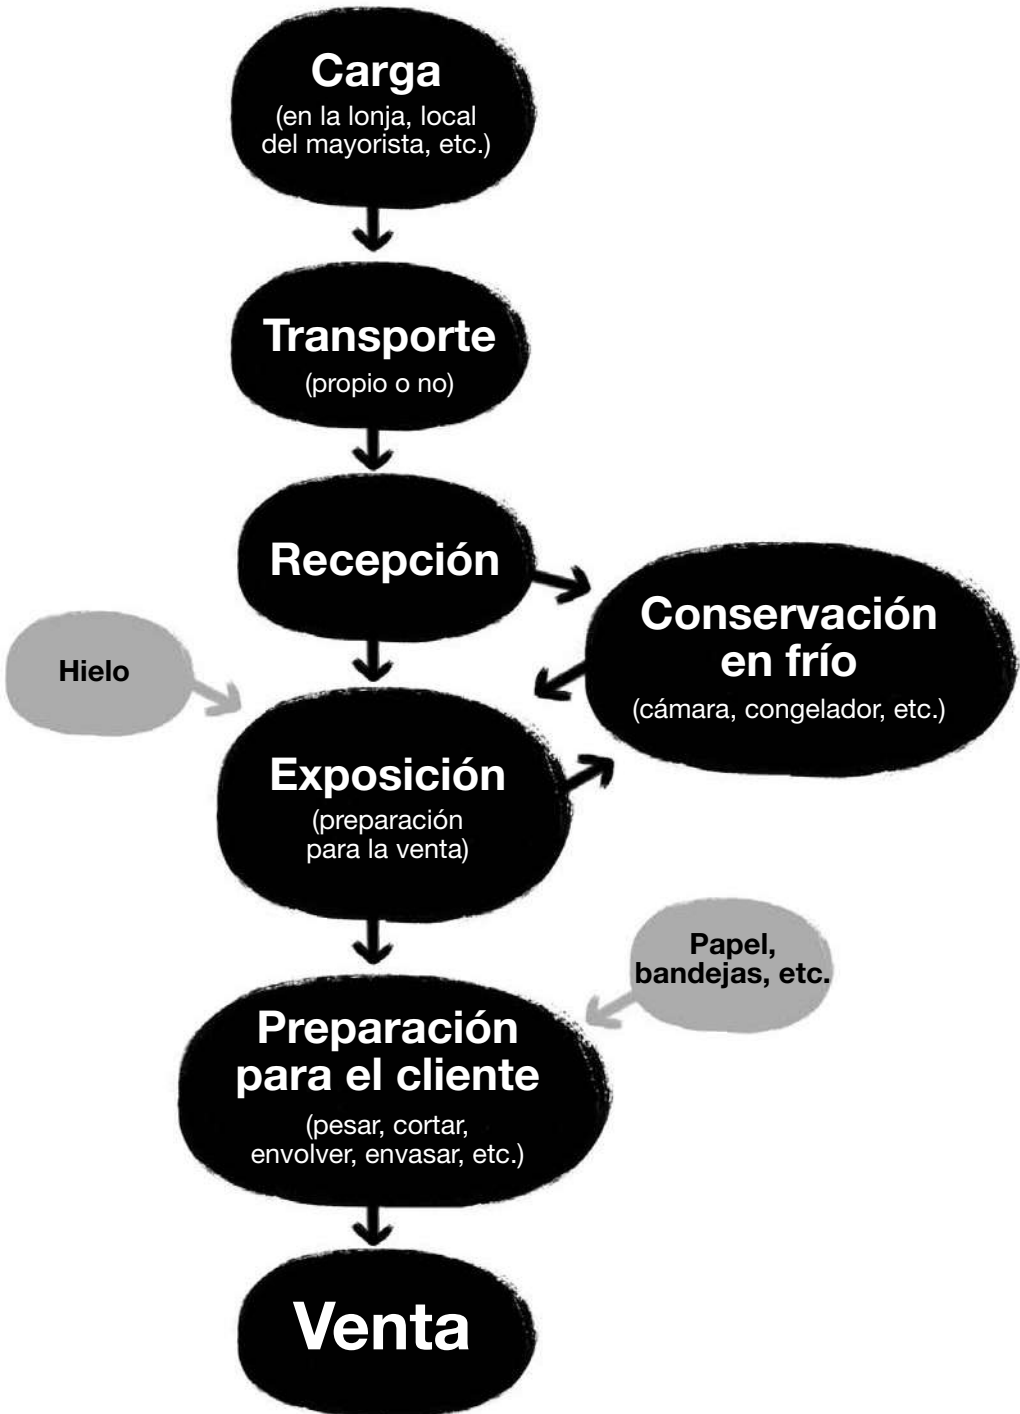 Carga
(en la lonja, local
del mayorista, etc.)
Transporte
(propio o no)
Recepción
Conservación
en frío
(cámara, congelador, etc.)
Hielo
Exposición
(preparación
para la venta)
Papel,
bandejas, etc.
Preparación
para el cliente
(pesar, cortar,
envolver, envasar, etc.)
Venta